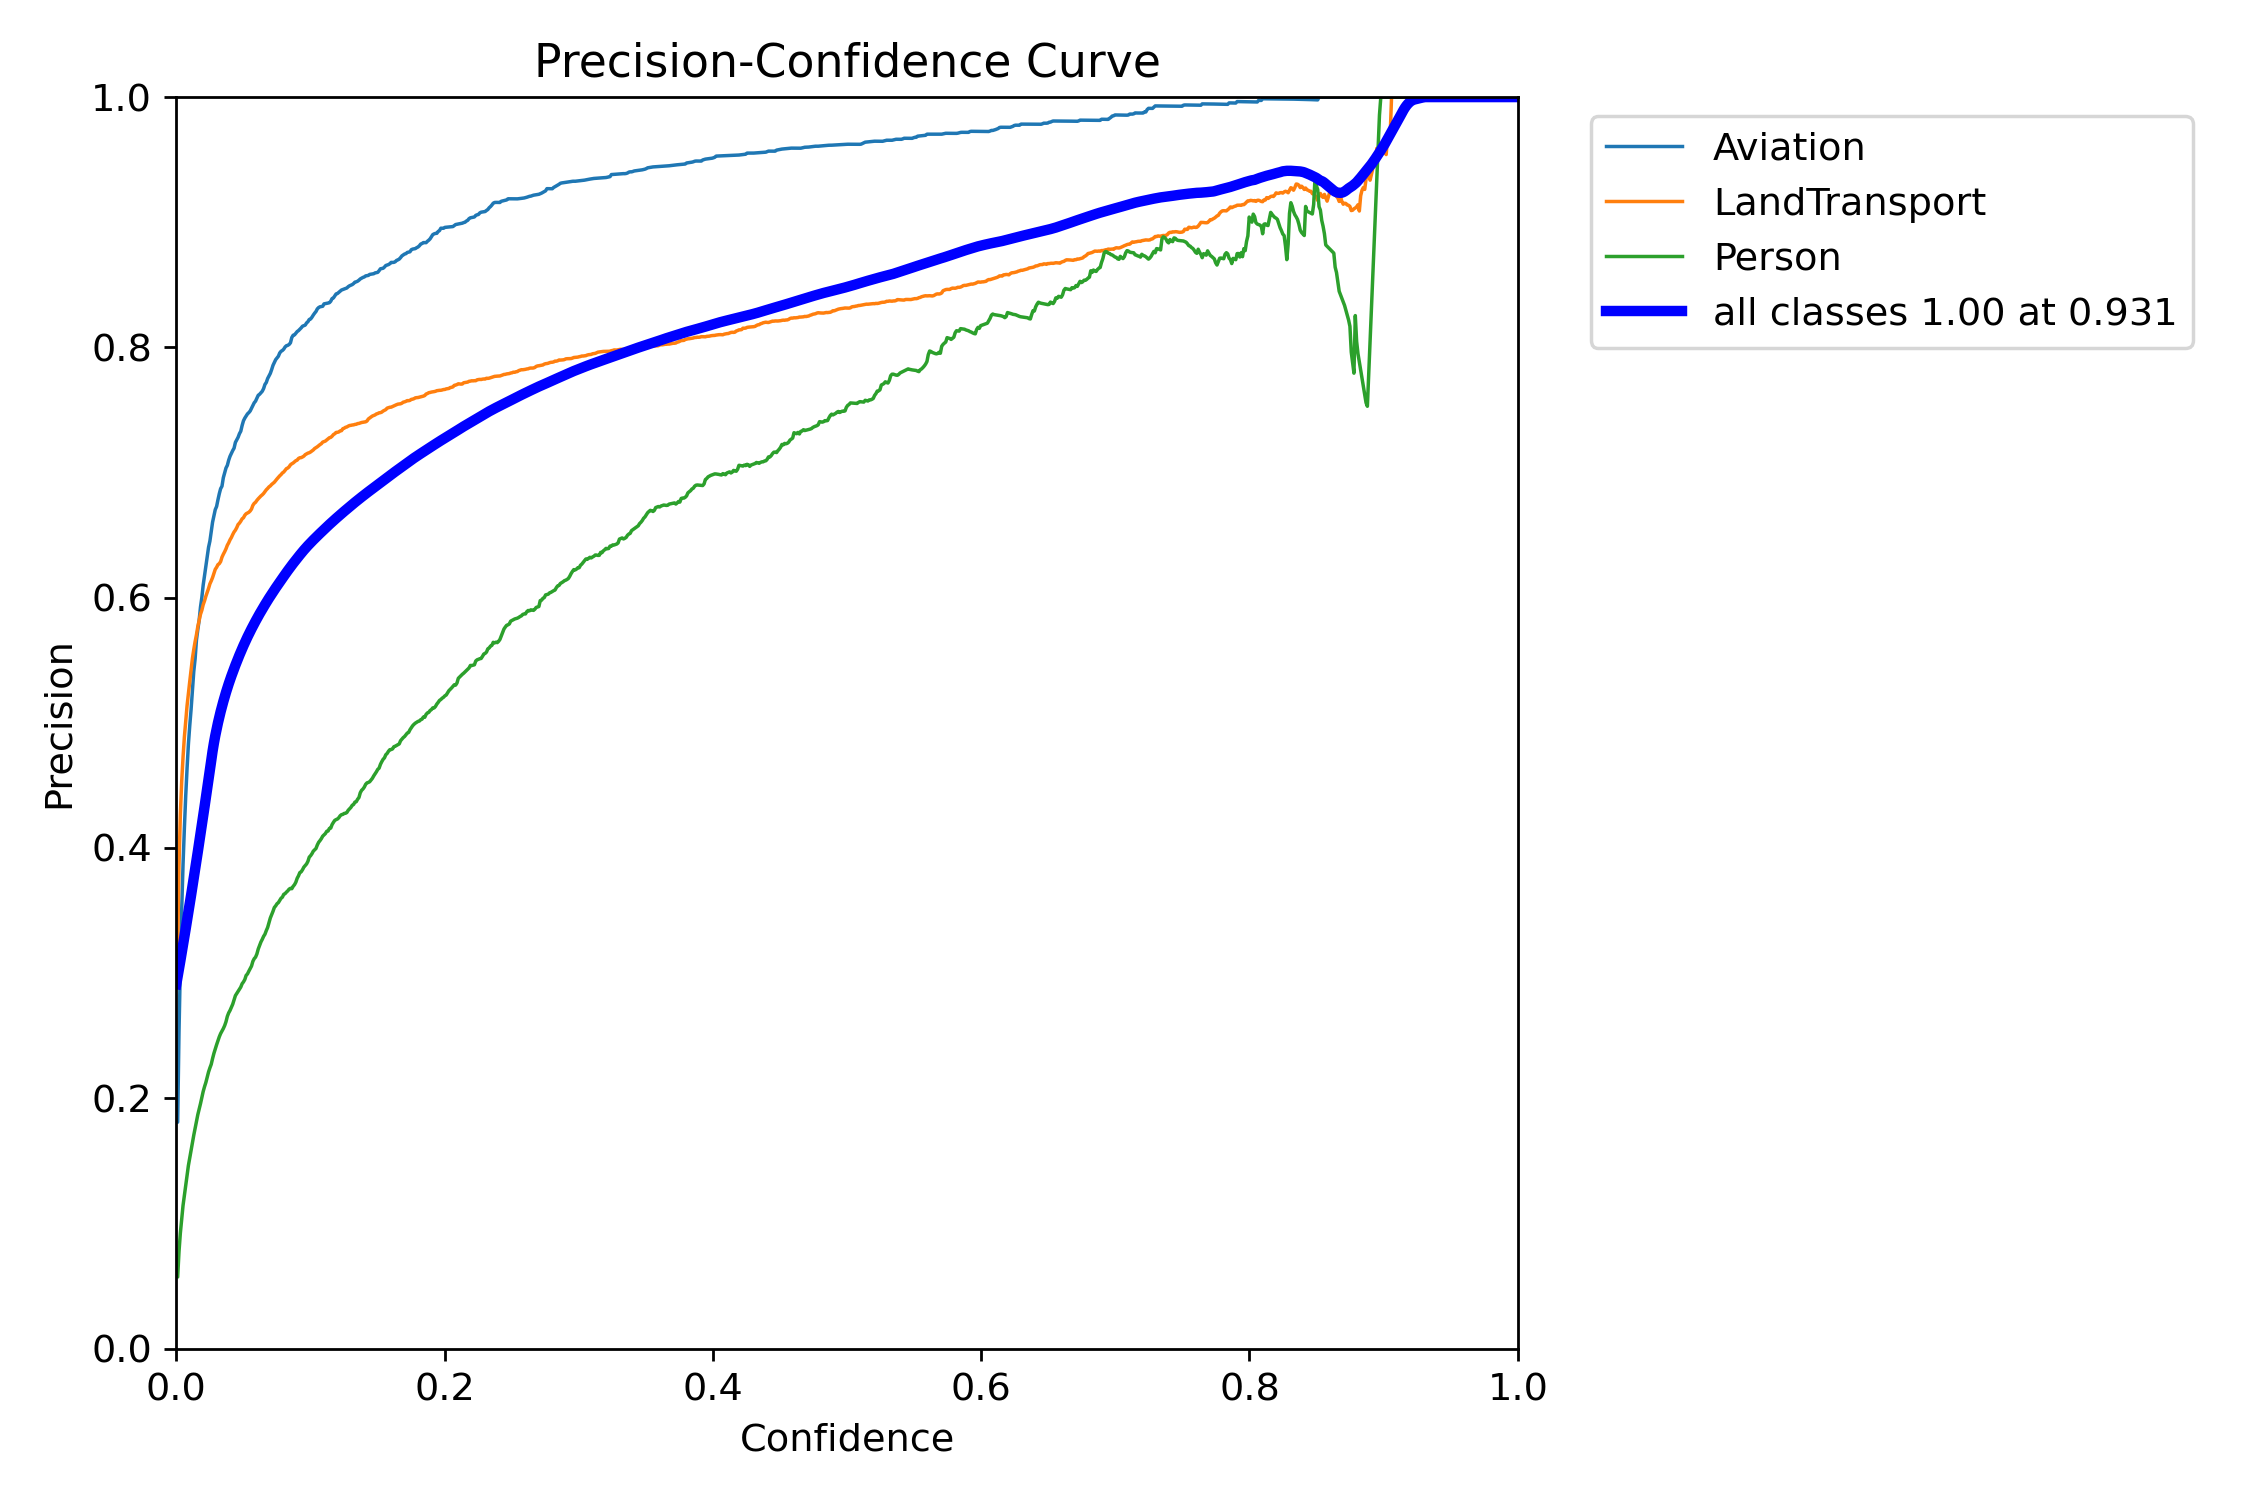 Precision-Confidence Curve
1.0
0.8
0.6
0.4
0.2
0.0
Precision
0.0 0.2 0.4 0.6 0.8 1.0
Confidence
Aviation
LandTransport
Person
all classes 1.00 at 0.931